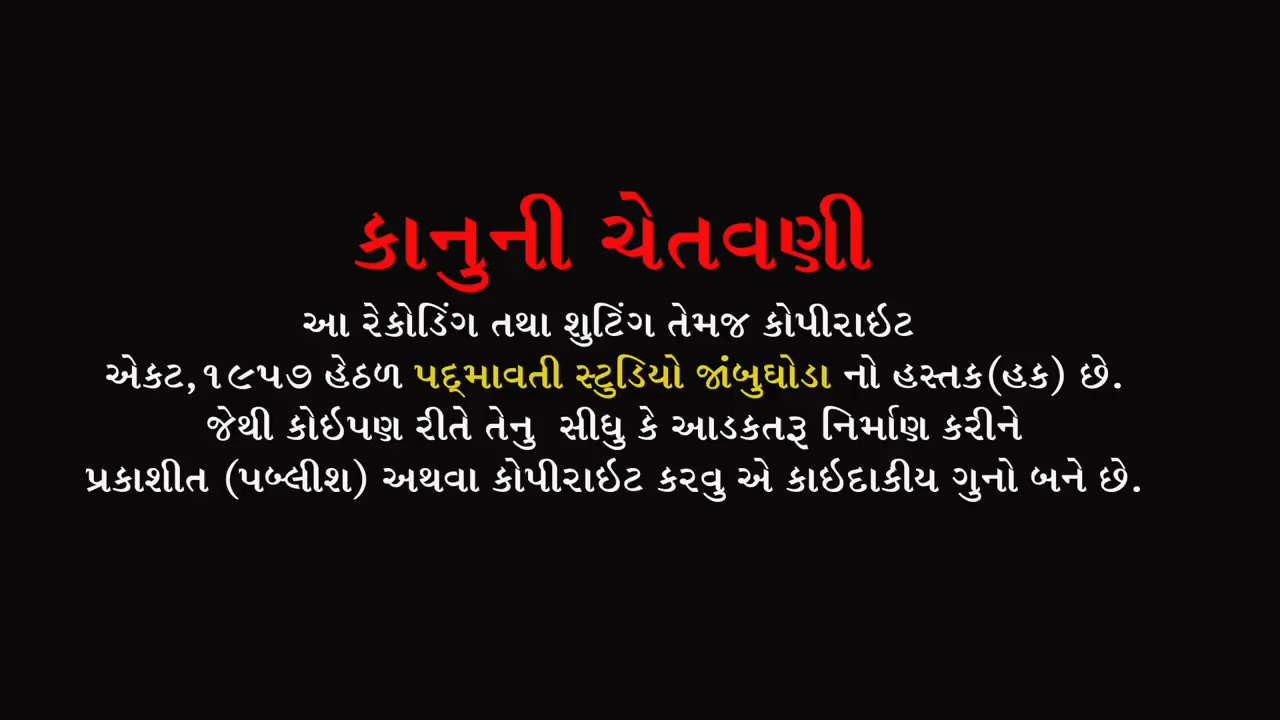 કાનુની ચેતવણી
આ રેકોડિંગ તથા શુટિંગ તેમજ કોપીરાઇટ
એકટ,૧૯૫૭ હેઠળ પદ્માવતી સ્ટુડિયો જાંબુઘોડા નો હસ્તક(હક) છે.
જેથી કોઇપણ રીતે તેનુ સીધુ કે આડકતરૂ નિર્માણ કરીને
પ્રકાશીત (પબ્લીશ) અથવા કોપીરાઇટ કરવુ એ કાઇદાકીય ગુનો બને છે.